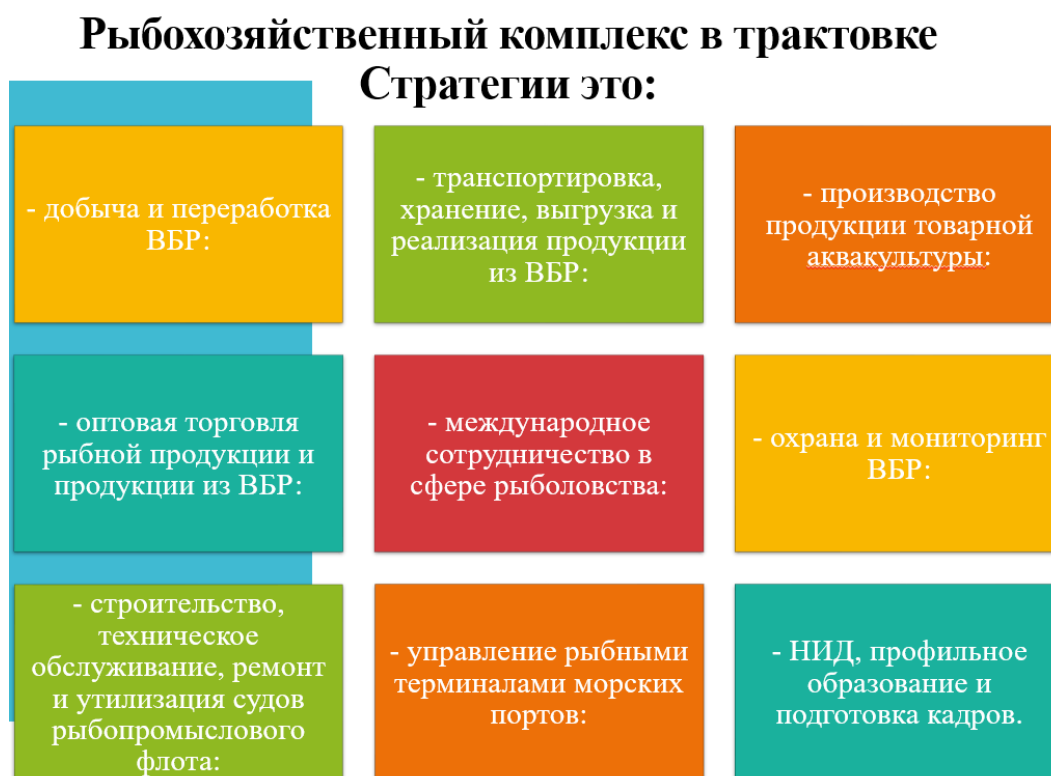 Рыбохозяйственный комплекс в трактовке
Стратегии это:
- добыча и переработка
ВБР:
- транспортировка,
хранение, выгрузка и
реализация продукции
из ВБР:
- производство
продукции товарной
аквакультуры:
- оптовая торговля
рыбной продукции и
продукции из ВБР:
- международное
сотрудничество в
сфере рыболовства:
- охрана и мониторинг
ВБР:
- строительство,
техническое
обслуживание, ремонт
и утилизация судов
рыбопромыслового
флота:
- управление рыбными
терминалами морских
портов:
- НИД, профильное
образование и
подготовка кадров.